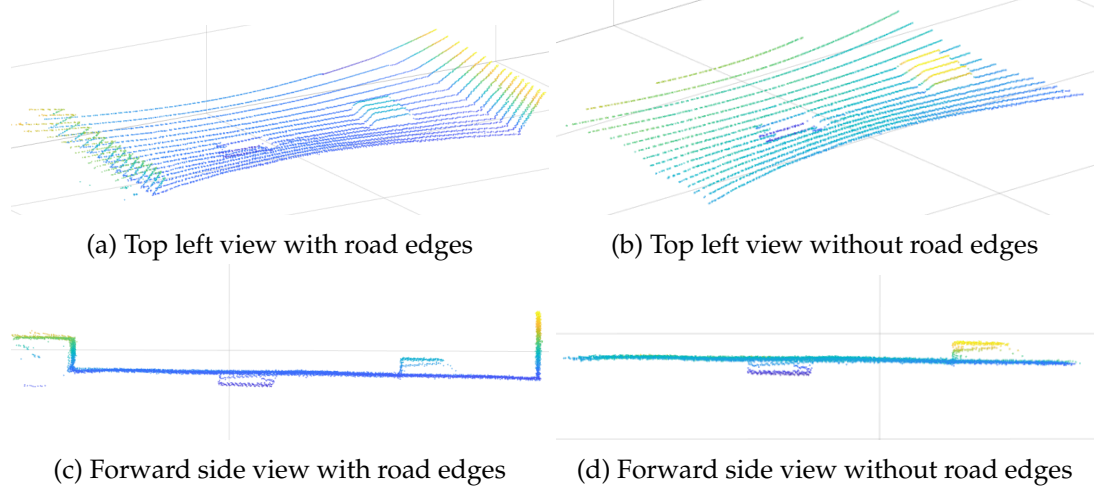 (a) Top left view with road edges
(b) Top left view without road edges
(c) Forward side view with road edges
(d) Forward side view without road edges